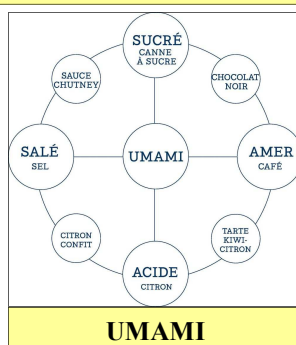 SUCRÉ
CANNE
À SUCRE
SAUCE
CHUTNEY
CHOCOLAT
NOIR
SALÉ
SEL
UMAMI
AMER
CAFÉ
CITRON
CONFIT
TARTE
KIWI-
CITRON
ACIDE
CITRON
UMAMI